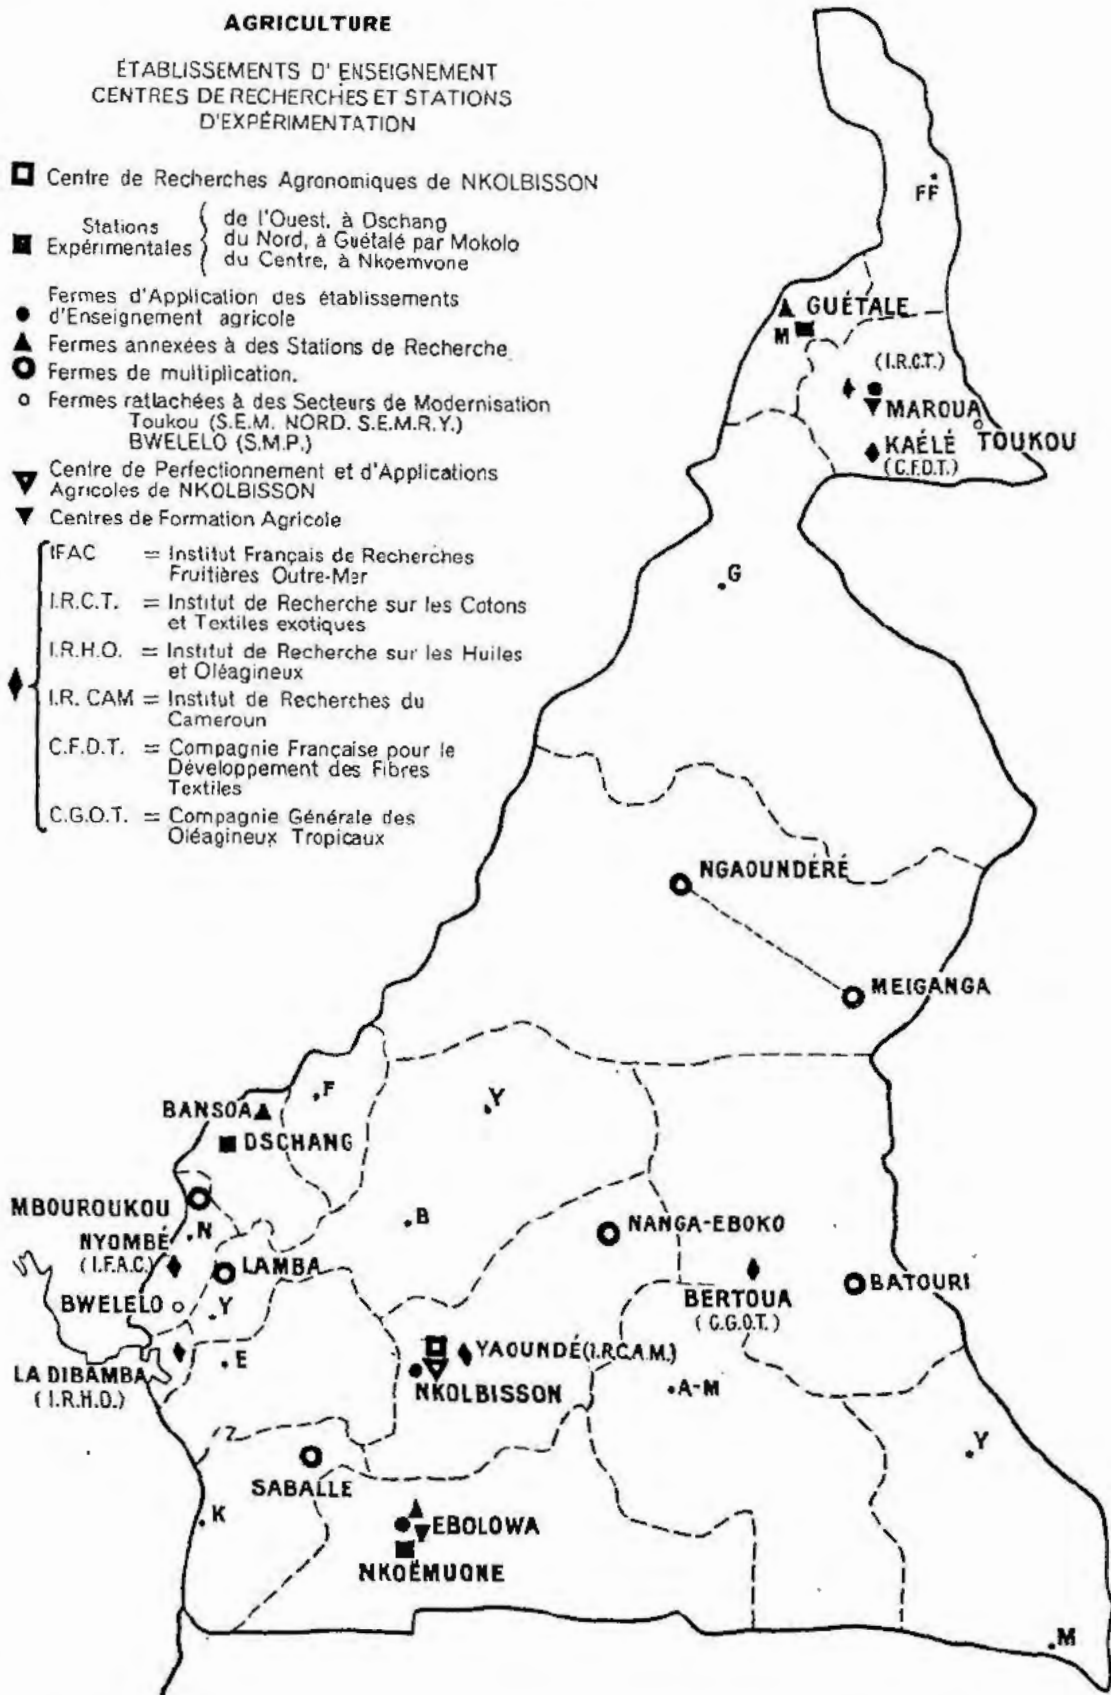 AGRICULTURE
ÉTABLISSEMENTS D' ENSEIGNEMENT
CENTRES DE RECHERCHES ET STATIONS
D'EXPÉRIMENTATION
Centre de Recherches Agronomiques de NKOLBISSON
Stations
Expérimentales
de l'Ouest, à Dschang
du Nord, à Guétalé par Mokolo
du Centre, à Nkoemvone
Fermes d'Application des établissements
d'Enseignement agricole
Fermes annexées à des Stations de Recherche
Fermes de multiplication.
Fermes ratlachées à des Secteurs de Modernisation
Toukou (S.E.M. NORD. S.E.M.R.Y.)
BWELELO (S.M.P.)
Centre de Perfectionnement et d'Applications
Agricoles de NKOLBISSON
Centres de Formation Agricole
IFAC = Institut Français de Recherches
Fruitières Outre-Mer
I.R.C.T. = Institut de Recherche sur les Cotons
et Textiles exotiques
I.R.H.O. = Institut de Recherche sur les Huiles
et Oléagineux
I.R. CAM = Institut de Recherches du
Cameroun
C.F.D.T. = Compagnie Française pour le
Développement des Fibres
Textiles
C.G.O.T. = Compagnie Générale des
Oléagineux Tropicaux
FF
GUÉTALE
M
(I.R.C.T.)
MAROUA
KAÉLÉ
TOUKOU
(C.F.D.T.)
G
NGAOUNDÉRÉ
MEIGANGA
F
Y
BANSOA
DSCHANG
MBOUROUKOU
N
B
NANGA-EBOKO
NYOMBÉ
(I.F.A.C.)
LAMBA
BATOURI
BERTOUA
(C.G.O.T.)
BWELELO
Y
YAOUNDÉ (I.R.C.A.M.)
LA DIBAMBA
(I.R.H.O.)
E
NKOLBISSON
A-M
Y
SABALLE
K
EBOLOWA
NKOËMUONE
M